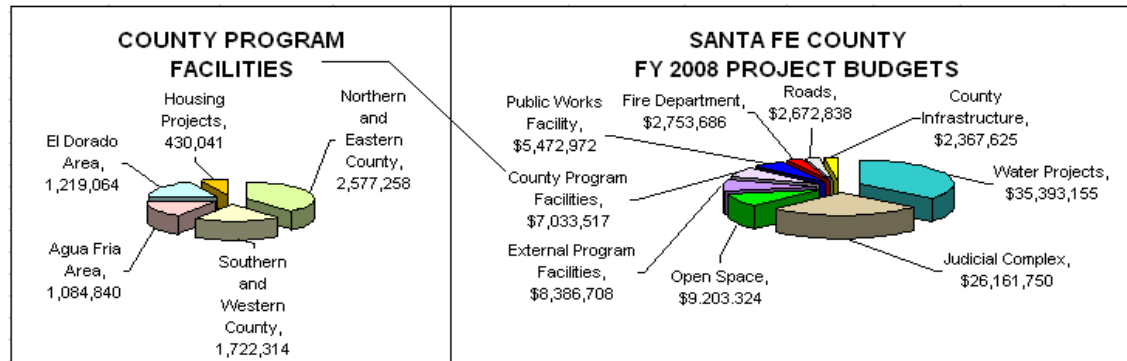 COUNTY PROGRAM
FACILITIES
Housing
Projects,
430,041
Northern
and
Eastern
County,
2,577,258
El Dorado
Area,
1,219,064
Agua Fria
Area,
1,084,840
Southern
and
Western
County,
1,722,314
SANTA FE COUNTY
FY 2008 PROJECT BUDGETS
Public Works
Facility,
$5,472,972
Fire Department,
$2,753,686
Roads,
$2,672,838
County
Infrastructure,
$2,367,625
County Program
Facilities,
$7,033,517
Water Projects,
$35,393,155
External Program
Facilities,
$8,386,708
Open Space,
$9.203.324
Judicial Complex,
$26,161,750